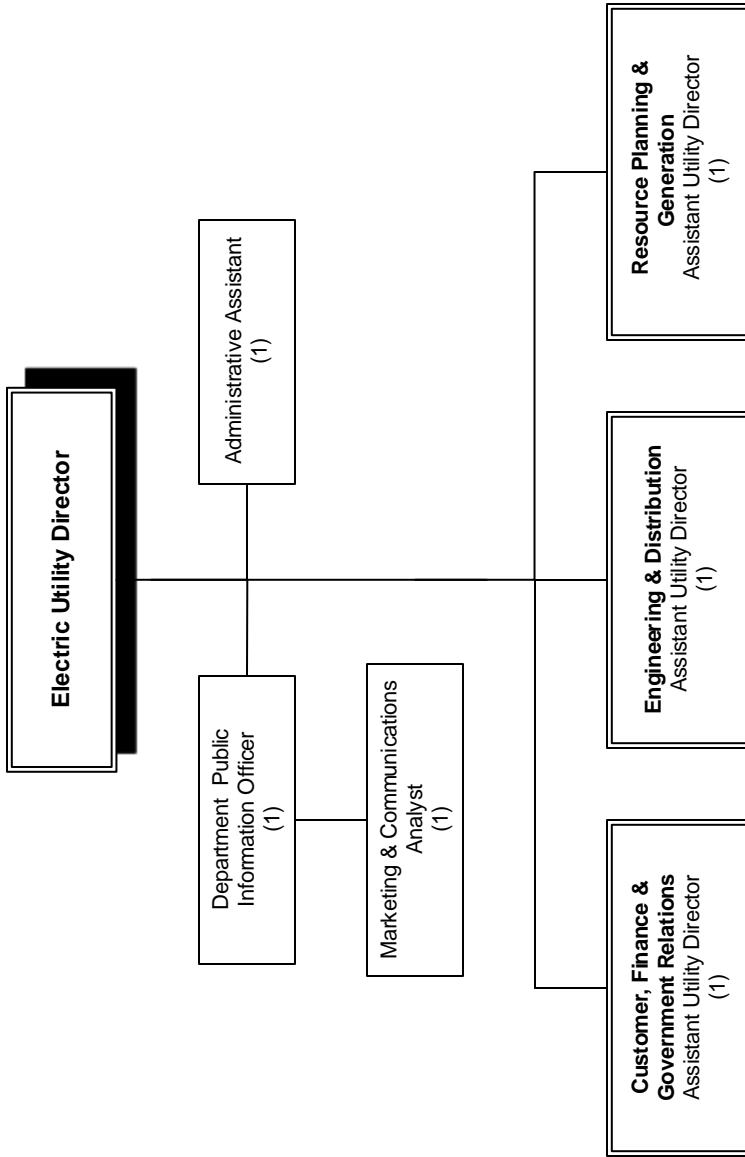 Electric Utility Director
Department Public
Information Officer
(1)
Administrative Assistant
(1)
Marketing & Communications
Analyst
(1)
Customer, Finance &
Government Relations
Assistant Utility Director
(1)
Engineering & Distribution
Assistant Utility Director
(1)
Resource Planning &
Generation
Assistant Utility Director
(1)